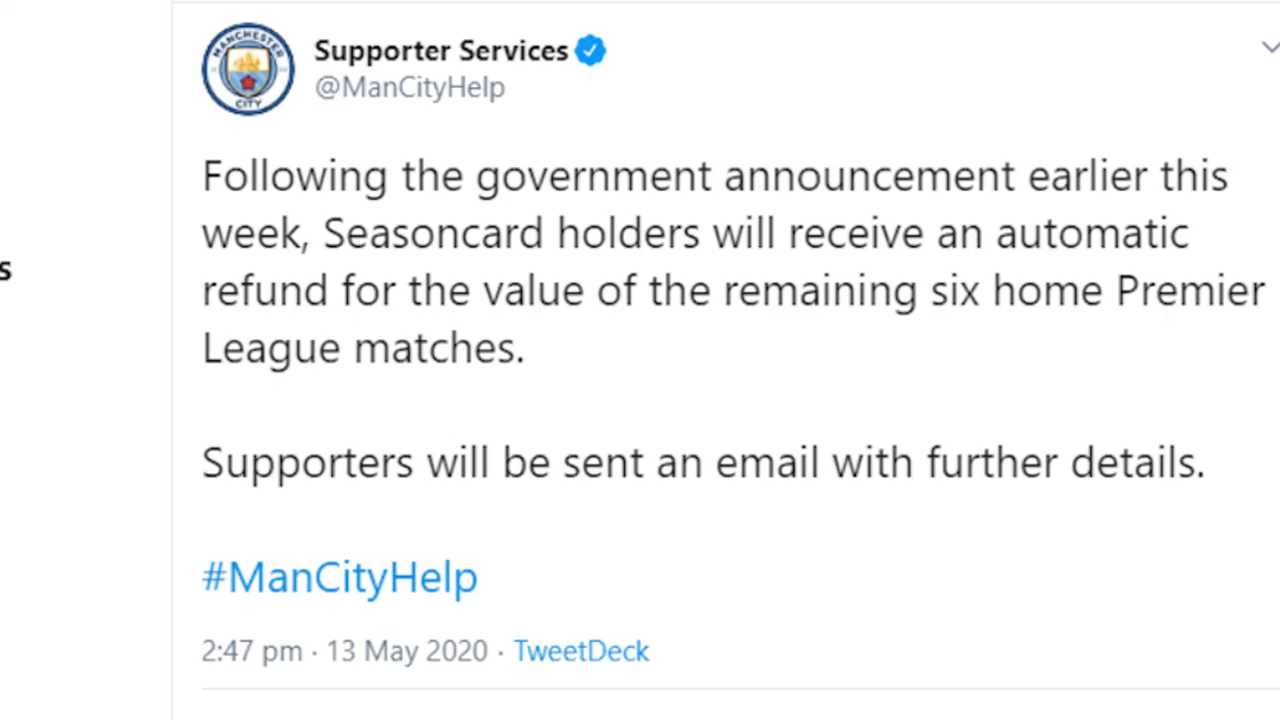 MANCHESTER
CITY
Supporter Services
@ManCityHelp
Following the government announcement earlier this
week, Seasoncard holders will receive an automatic
s
refund for the value of the remaining six home Premier
League matches.
Supporters will be sent an email with further details.
#ManCityHelp
2:47 pm · 13 May 2020 · TweetDeck